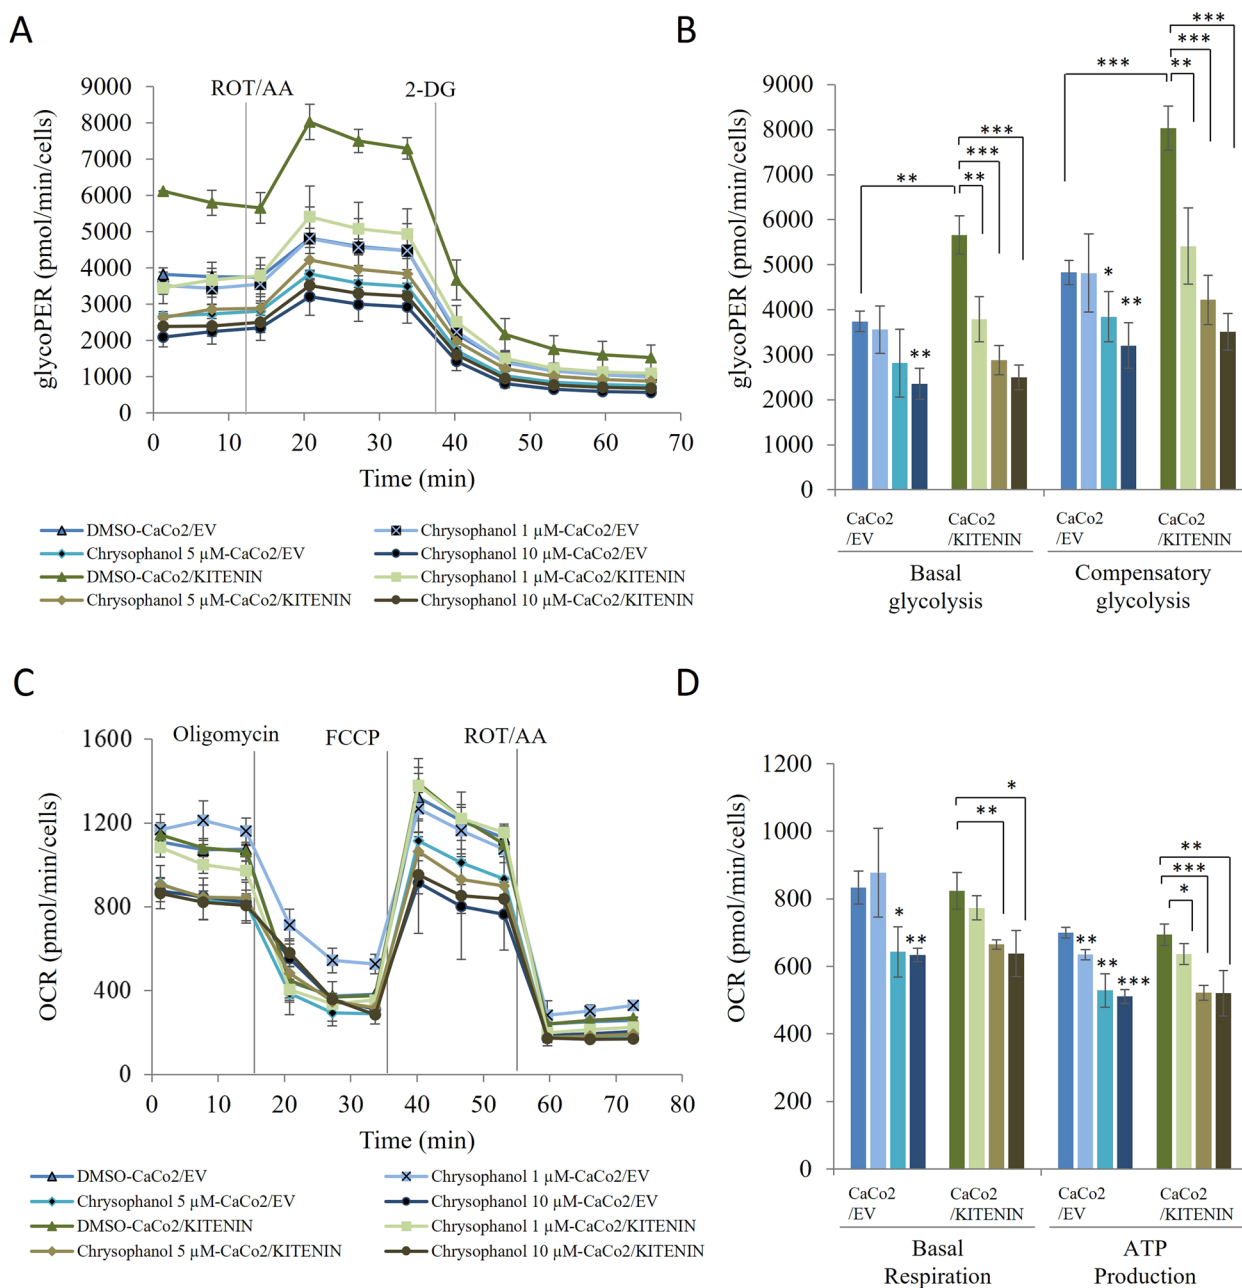 A
ROT/AA
2-DG
glycoPER (pmol/min/cells)
9000
8000
7000
6000
5000
4000
3000
2000
1000
0
0 10 20 30 40 50 60 70
Time (min)
DMSO-CaCo2/EV
Chrysophanol 1 µM-CaCo2/EV
Chrysophanol 5 µM-CaCo2/EV
Chrysophanol 10 µM-CaCo2/EV
DMSO-CaCo2/KITENIN
Chrysophanol 1 µM-CaCo2/KITENIN
Chrysophanol 5 µM-CaCo2/KITENIN
Chrysophanol 10 µM-CaCo2/KITENIN
B
glycoPER (pmol/min/cells)
9000
8000
7000
6000
5000
4000
3000
2000
1000
0
**
**
**
***
***
*
**
***
**
***
***
CaCo2
/EV
CaCo2
/KITENIN
CaCo2
/EV
CaCo2
/KITENIN
Basal
glycolysis
Compensatory
glycolysis
C
Oligomycin
FCCP
ROT/AA
OCR (pmol/min/cells)
1600
1200
800
400
0
0 10 20 30 40 50 60 70 80
Time (min)
DMSO-CaCo2/EV
Chrysophanol 1 µM-CaCo2/EV
Chrysophanol 5 µM-CaCo2/EV
Chrysophanol 10 µM-CaCo2/EV
DMSO-CaCo2/KITENIN
Chrysophanol 1 µM-CaCo2/KITENIN
Chrysophanol 5 µM-CaCo2/KITENIN
Chrysophanol 10 µM-CaCo2/KITENIN
D
OCR (pmol/min/cells)
1200
1000
800
600
400
200
0
*
**
**
*
**
**
***
*
***
**
CaCo2
/EV
CaCo2
/KITENIN
CaCo2
/EV
CaCo2
/KITENIN
Basal
Respiration
ATP
Production